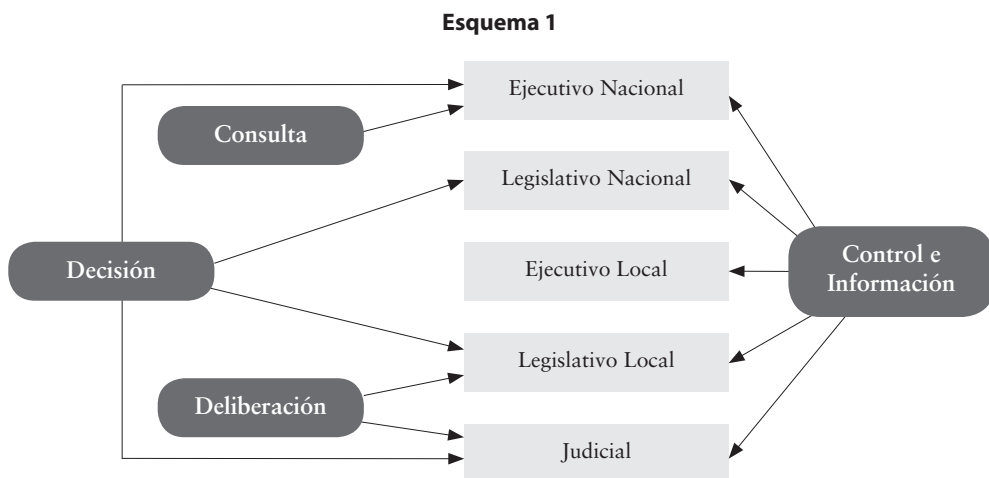 Esquema 1
Ejecutivo Nacional
Consulta
Legislativo Nacional
Decisión
Ejecutivo Local
Control e
Información
Legislativo Local
Deliberación
Judicial